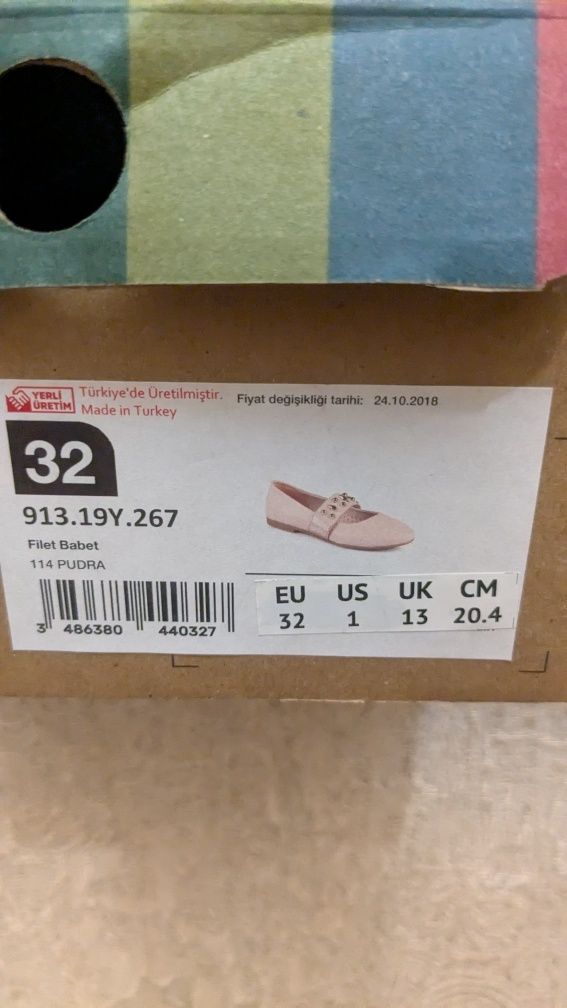 YERLİ
ÜRETİM
Türkiye'de Üretilmiştir.
Made in Turkey
Fiyat değişikliği tarihi: 24.10.2018
32
913.19Y.267
Filet Babet
114 PUDRA
3 486380 440327
EU US UK CM
32 1 13 20.4